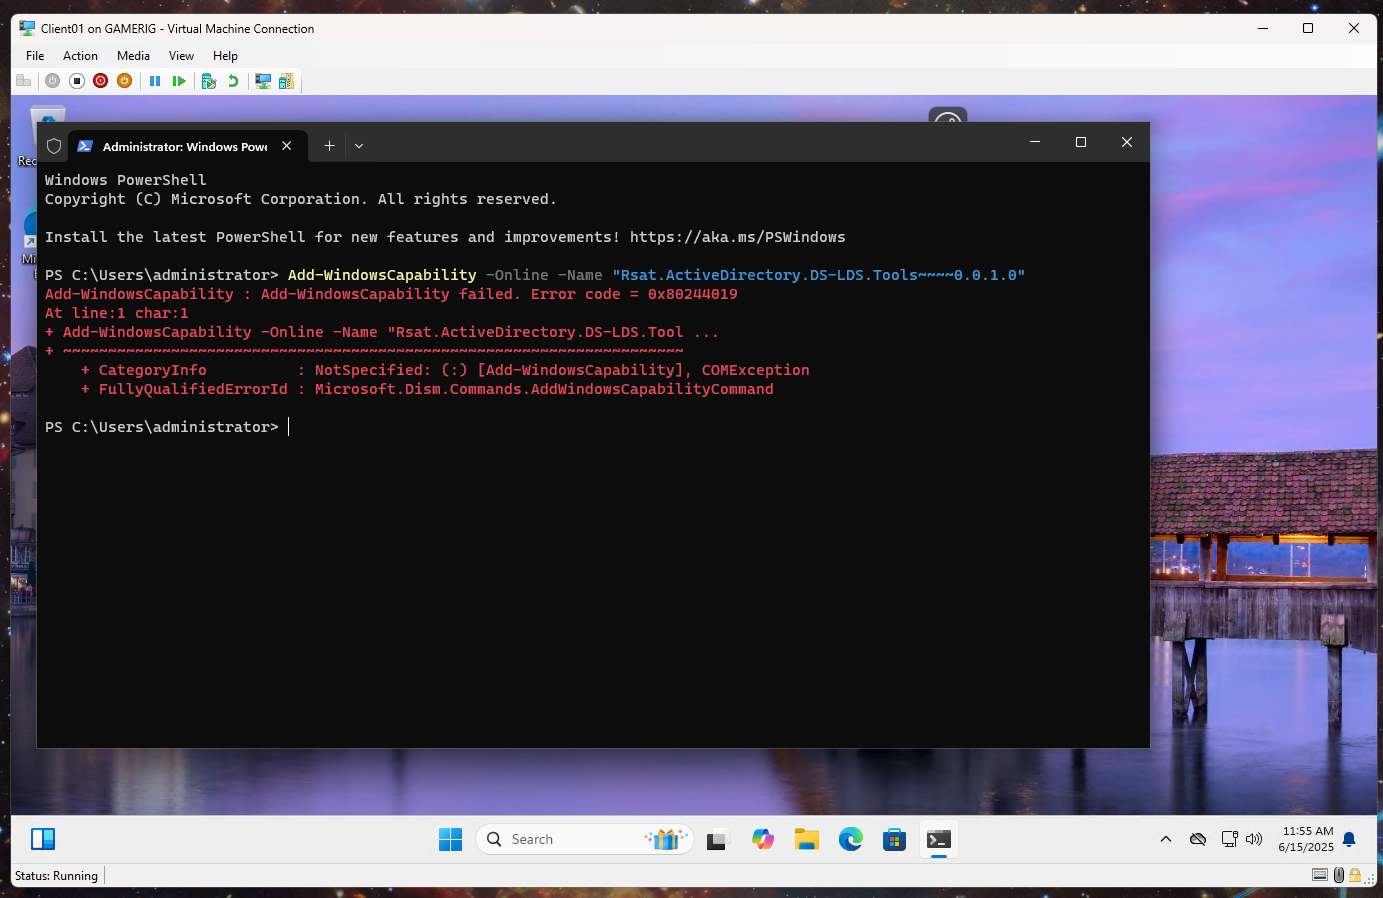 Client01 on GAMERIG - Virtual Machine Connection
File Action Media View Help
Administrator: Windows Powe
Windows PowerShell
Copyright (C) Microsoft Corporation. All rights reserved.
Install the latest PowerShell for new features and improvements! https://aka.ms/PSWindows
PS C:\Users\administrator> Add-WindowsCapability -Online -Name "Rsat.ActiveDirectory.DS-LDS.Tools~~~~0.0.1.0"
Add-WindowsCapability : Add-WindowsCapability failed. Error code = 0x80244019
At line:1 char:1
+ Add-WindowsCapability -Online -Name "Rsat.ActiveDirectory.DS-LDS.Tool ...
+ ~~~~~~~~~~~~~~~~~~~~~~~~~~~~~~~~~~~~~~~~~~~~~~~~~~~~~~~~~~~~~~~~~~~~~
+ CategoryInfo : NotSpecified: (:) [Add-WindowsCapability], COMException
+ FullyQualifiedErrorId : Microsoft.Dism.Commands.AddWindowsCapabilityCommand
PS C:\Users\administrator>
Rec
Mi
Search
11:55 AM
6/15/2025
Status: Running